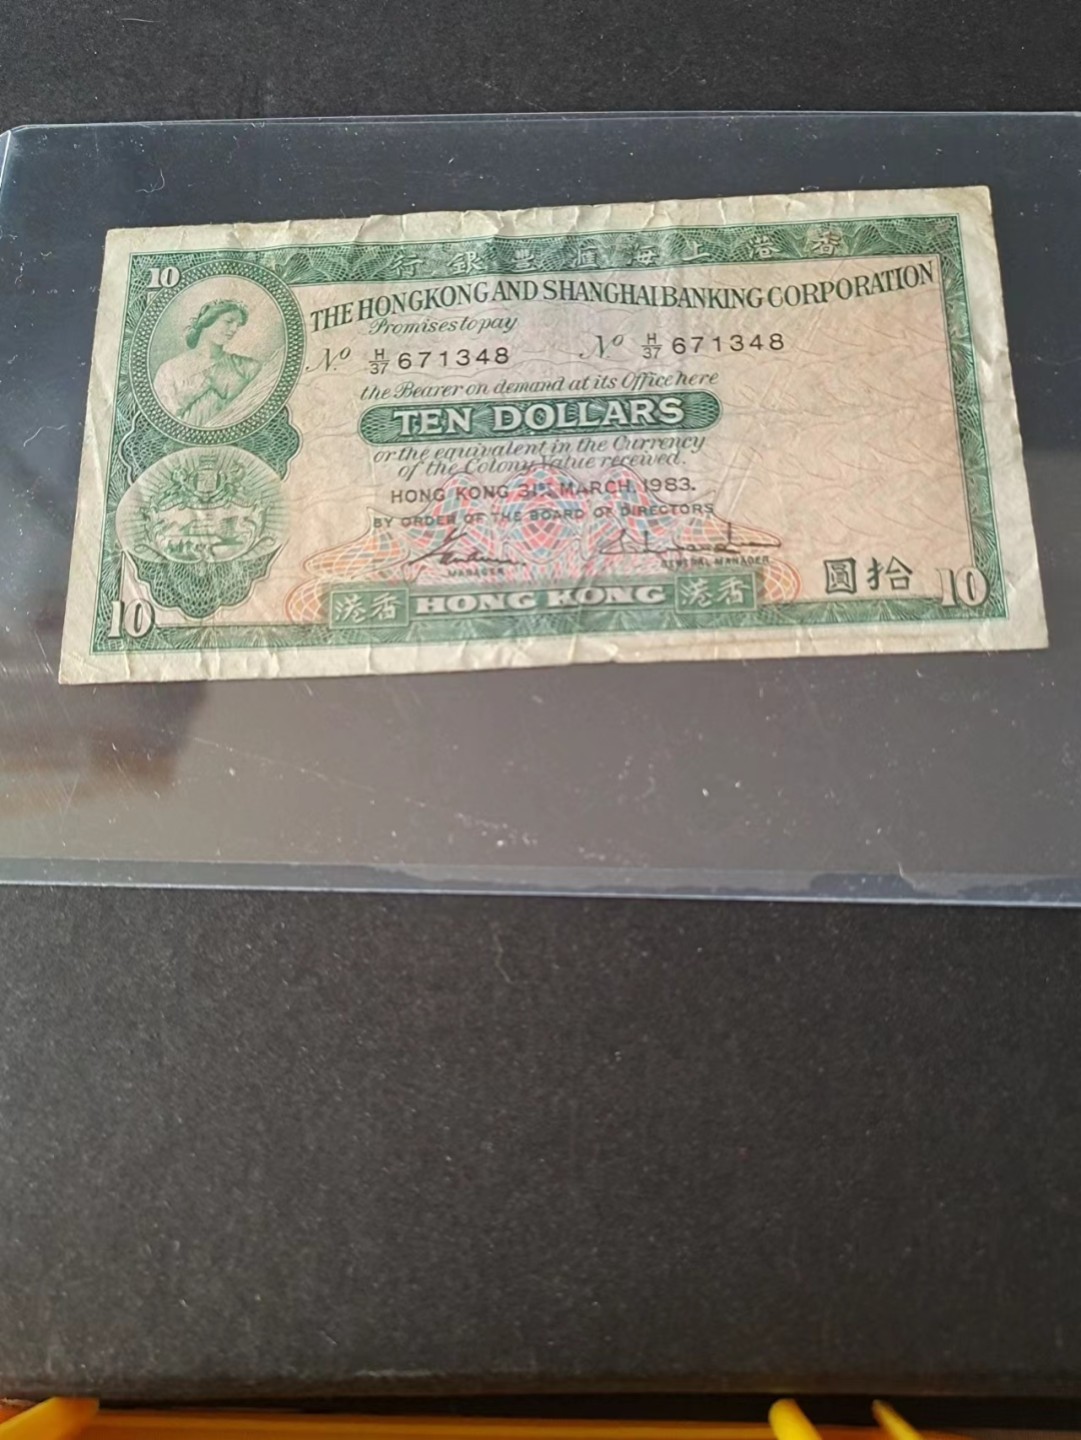 行銀豐滙海上港香
10
THE HONGKONG AND SHANGHAI BANKING CORPORATION
Promises to pay
No H/37 671348 No H/37 671348
the Bearer on demand at its Office here
TEN DOLLARS
or the equivalent in the Currency
of the Colony Value received.
HONG KONG 31ST MARCH 1983.
BY ORDER OF THE BOARD OF DIRECTORS
MANAGER GENERAL MANAGER
圓拾
10 港香 HONG KONG 港香 10